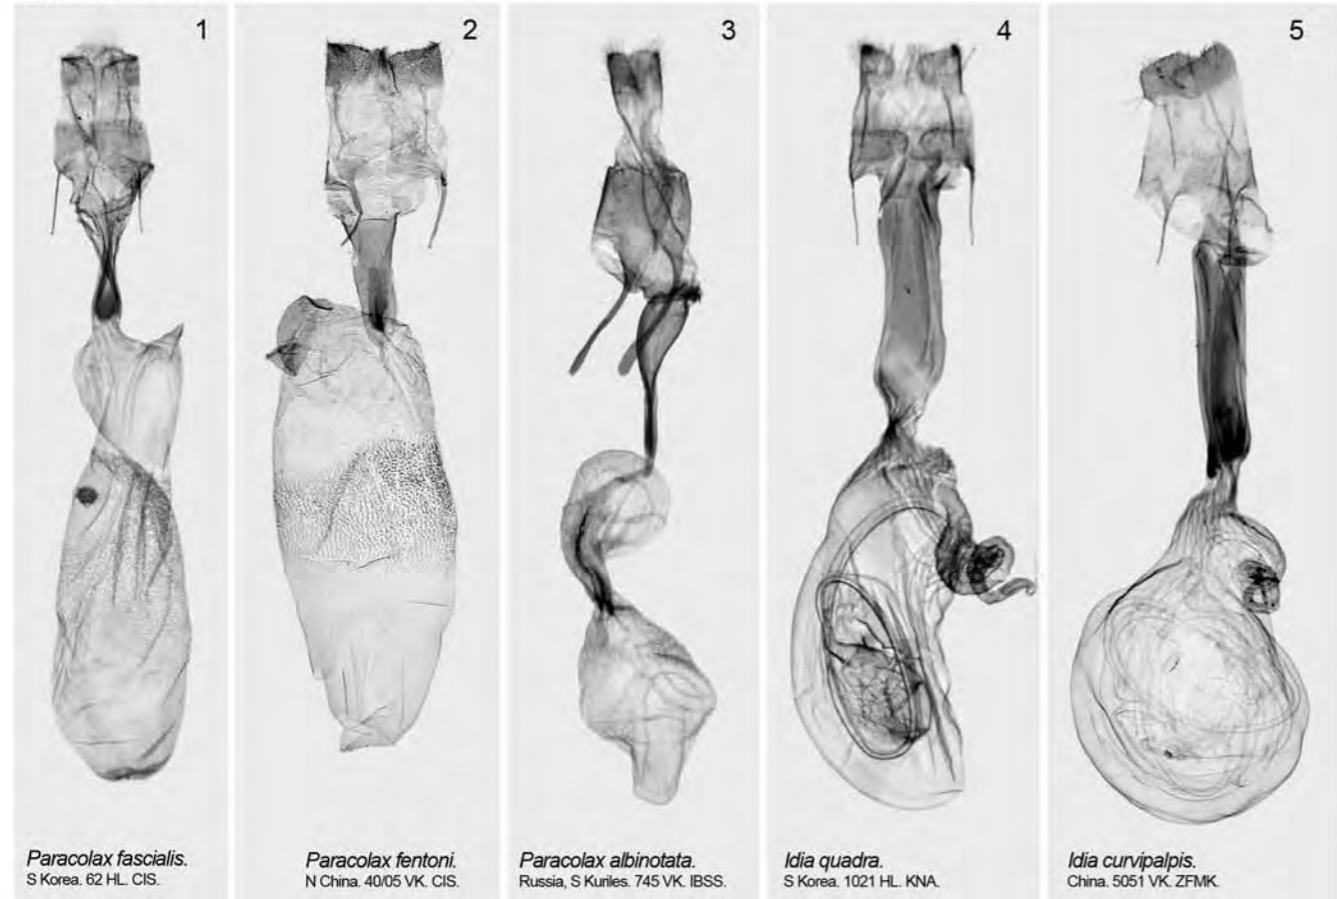 1
2
3
4
5
Paracolax fascialis.
S Korea. 62 HL. CIS.
Paracolax fentoni.
N China. 40/05 VK. CIS.
Paracolax albinotata.
Russia, S Kuriles. 745 VK. IBSS.
Idia quadra.
S Korea. 1021 HL. KNA.
Idia curvipalpis.
China. 5051 VK. ZFMK.